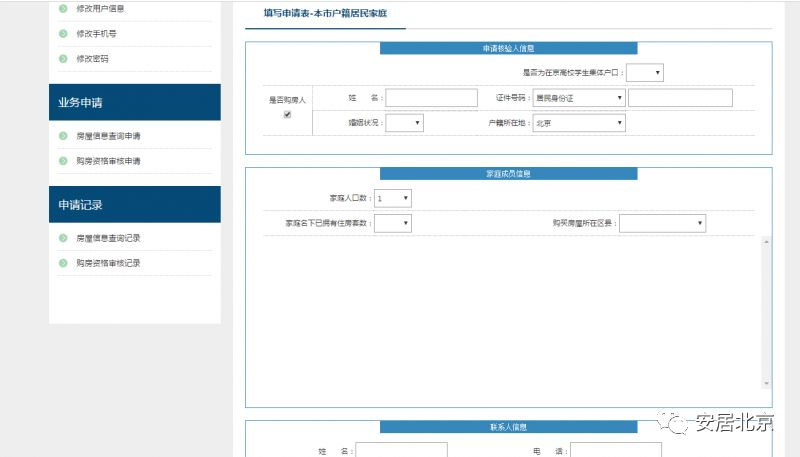 修改用户信息
修改手机号
修改密码
业务申请
房屋信息查询申请
购房资格审核申请
申请记录
房屋信息查询记录
购房资格审核记录
填写申请表-本市户籍居民家庭
申请核验人信息
是否为在京高校学生集体户口：
是否购房人
姓 名：
证件号码：居民身份证
婚姻状况：
户籍所在地：北京
家庭成员信息
家庭人口数：1
家庭名下已拥有住房套数：
购买房屋所在区县：
联系人信息
姓 名：
电 话：
安居北京